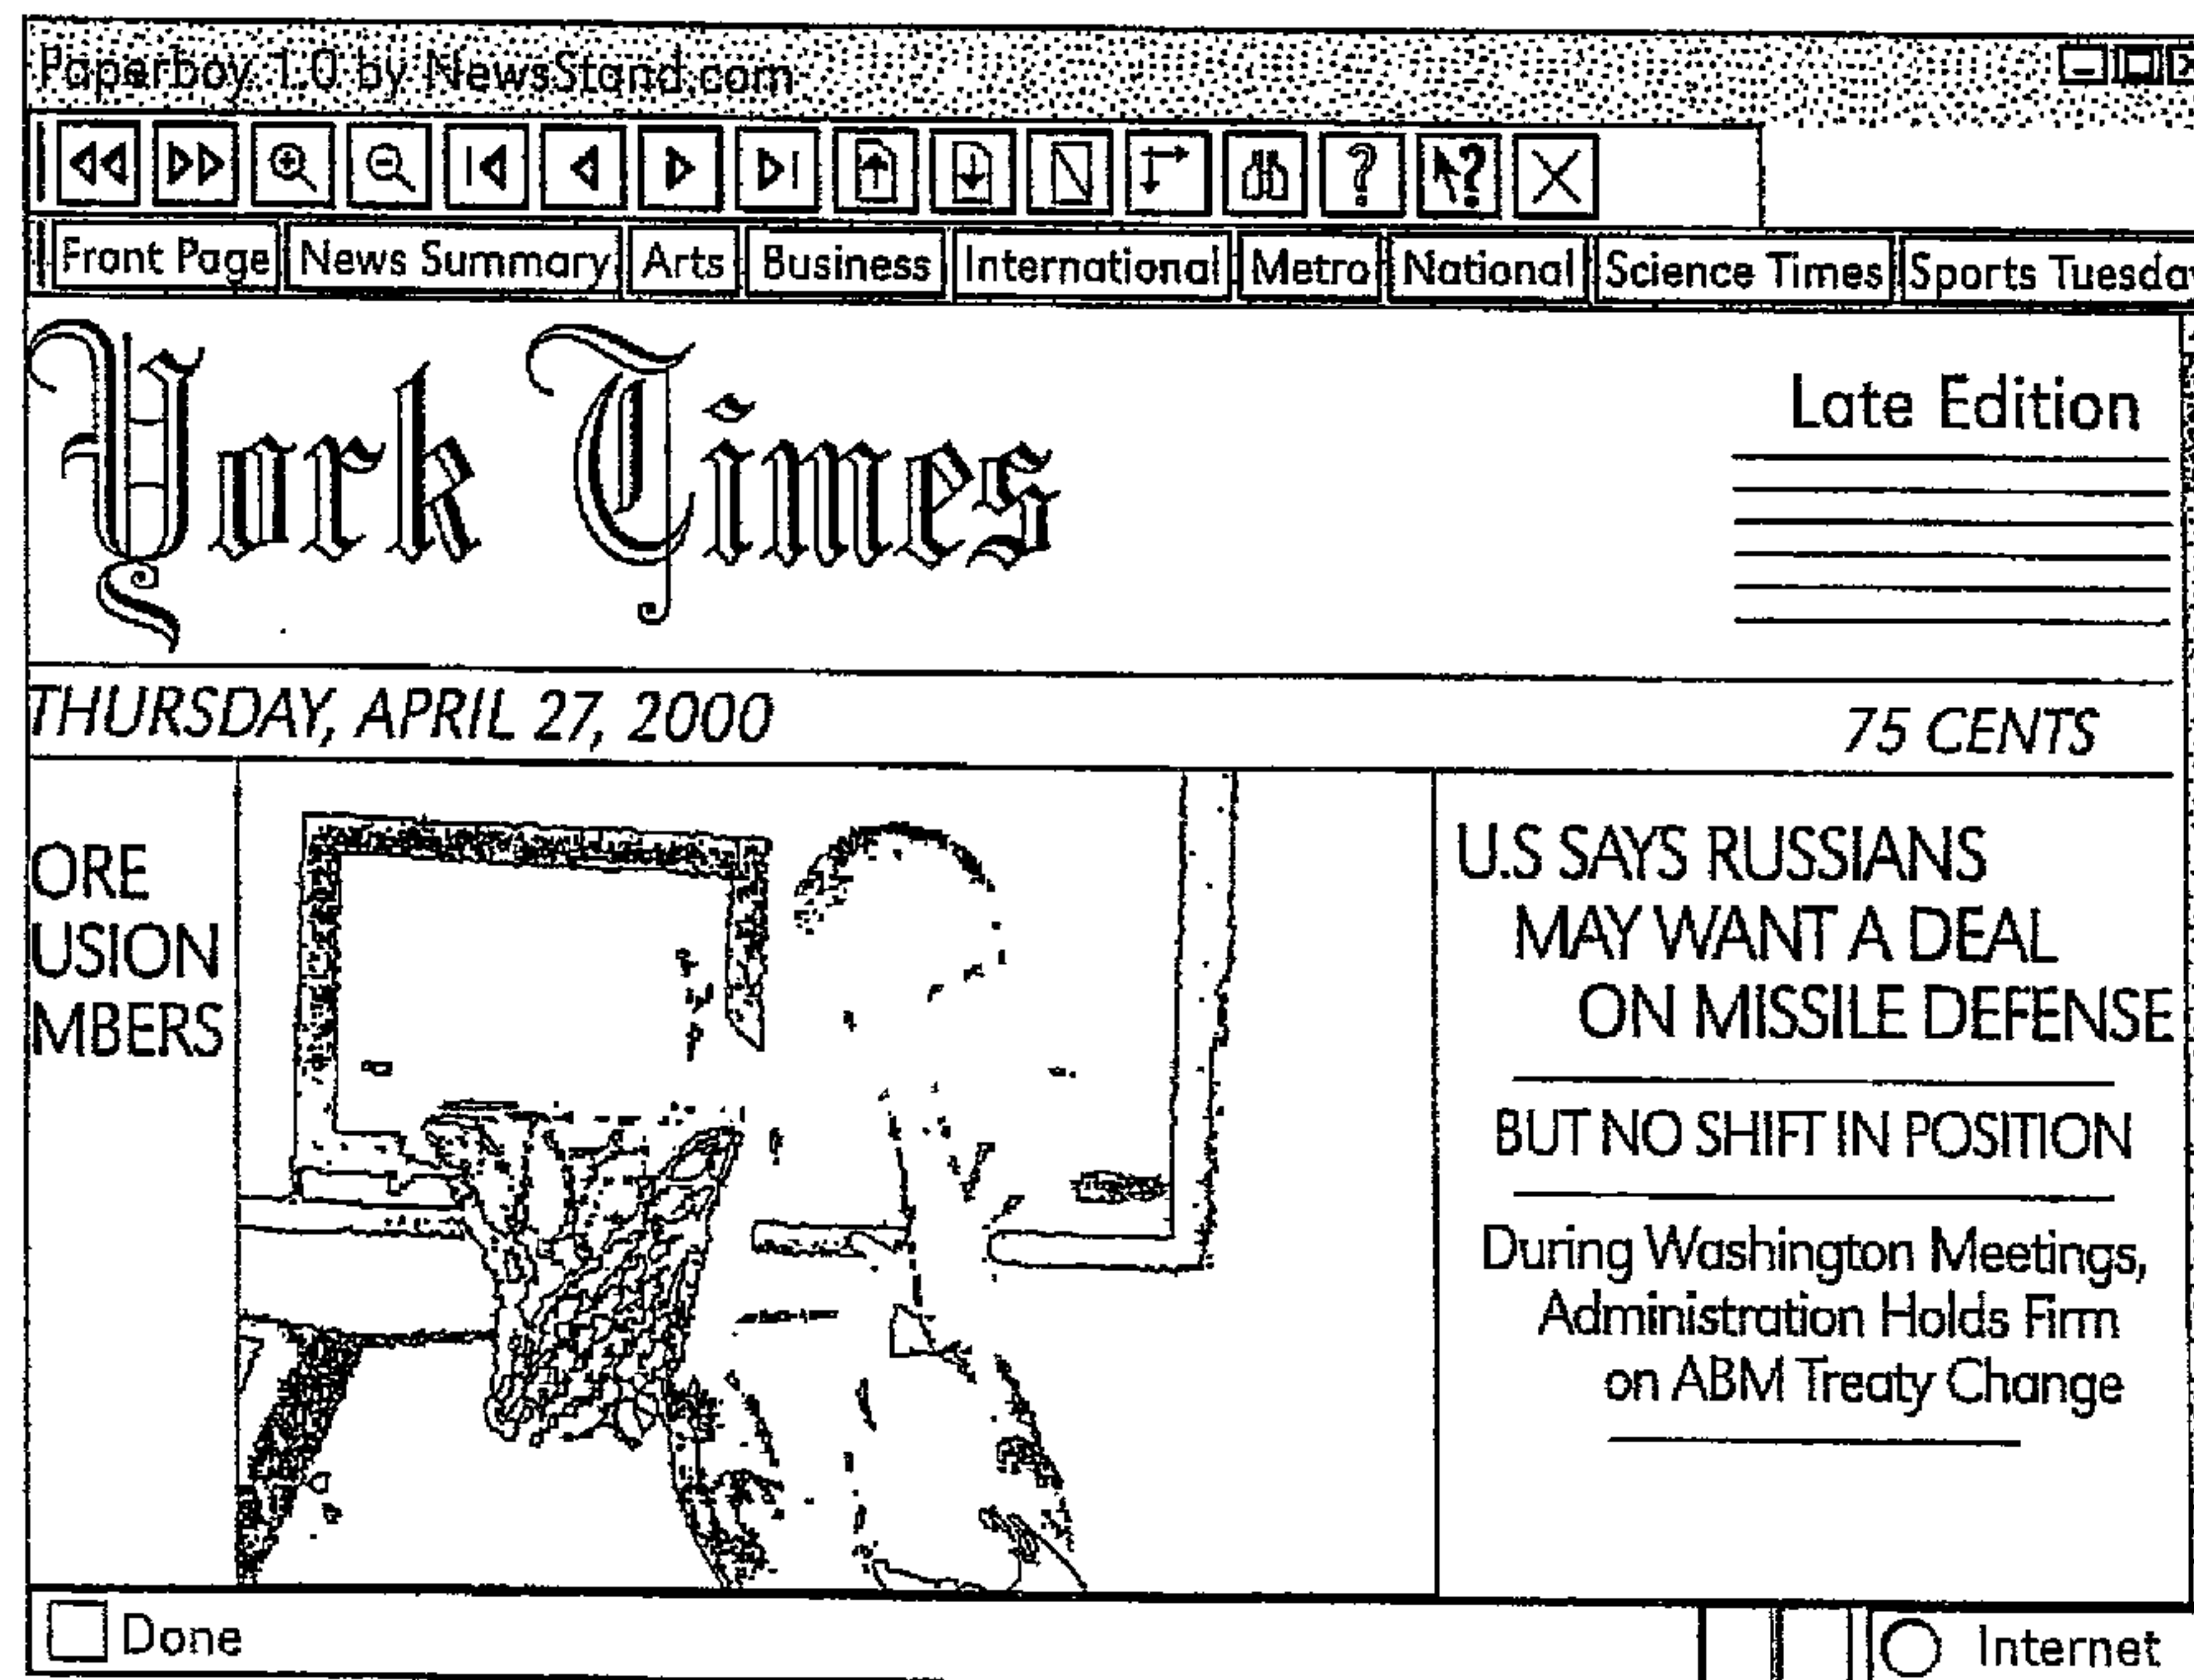 Paperboy 1.0 by NewsStand.com
Front Page News Summary Arts Business International Metro National Science Times Sports Tuesday
York Times
Late Edition
THURSDAY, APRIL 27, 2000 75 CENTS
ORE
USION
MBERS
U.S SAYS RUSSIANS
MAY WANT A DEAL
ON MISSILE DEFENSE
BUT NO SHIFT IN POSITION
During Washington Meetings,
Administration Holds Firm
on ABM Treaty Change
Done Internet